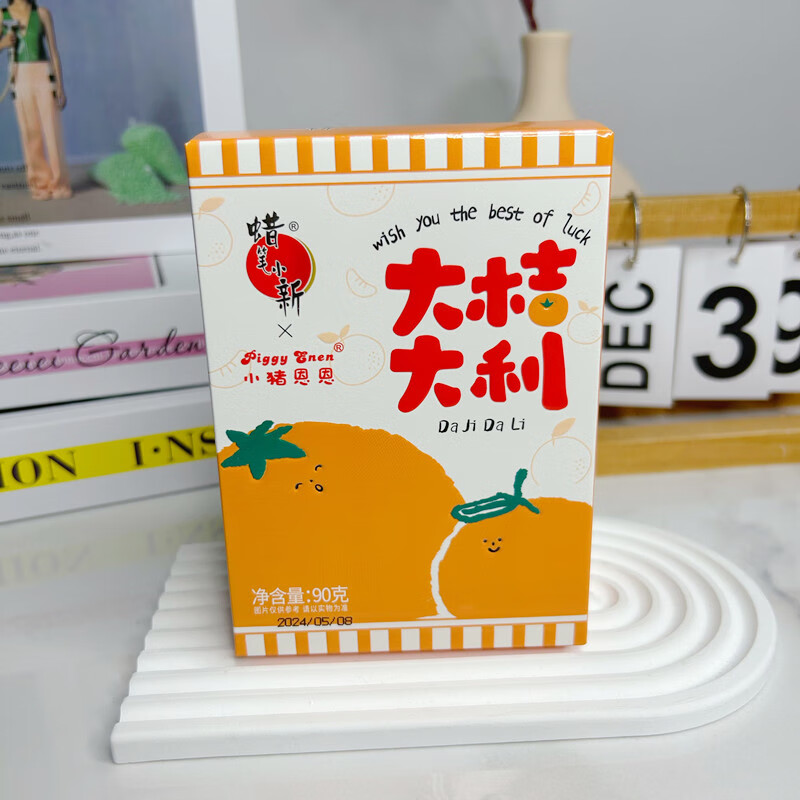 蜡笔小新®
×
Piggy Enen®
小猪恩恩
wish you the best of luck
大桔
大利
Da Ji Da Li
净含量:90克
图片仅供参考 请以实物为准
2024/05/08
Garden
ION I·NS
DEC
39